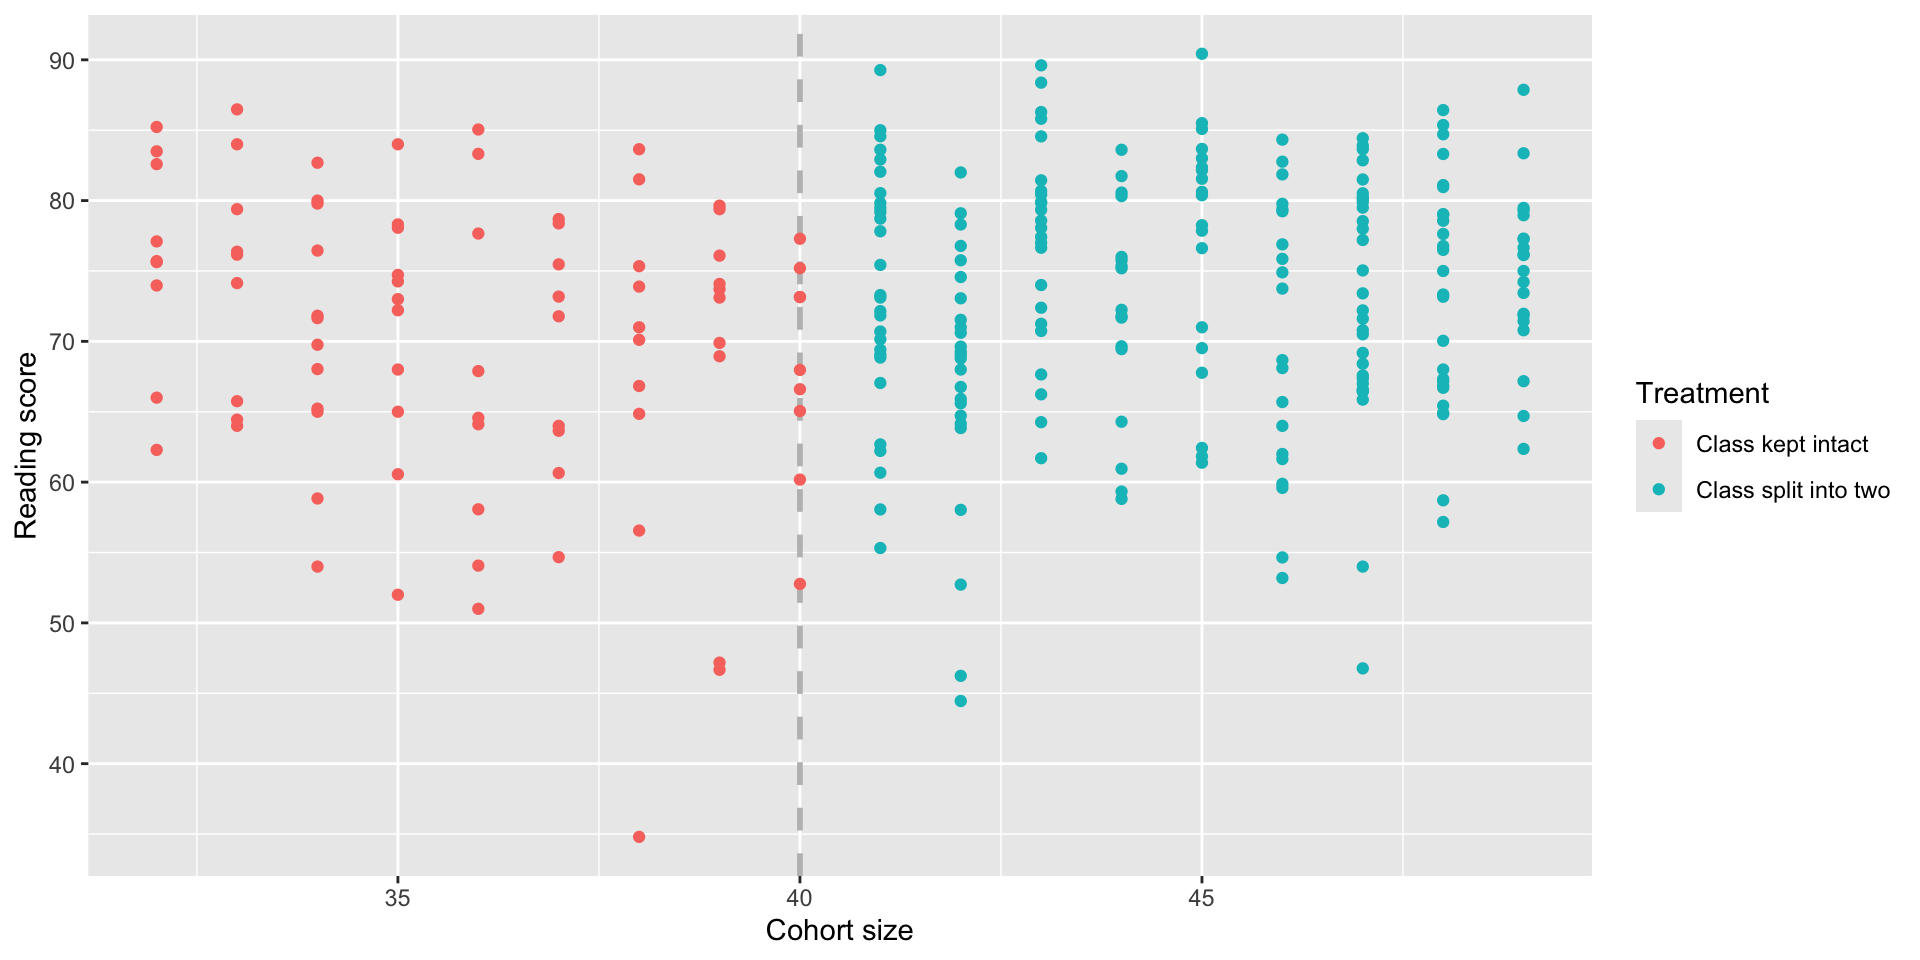 90
80
70
60
50
40
Reading score
35
40
45
Cohort size
Treatment
Class kept intact
Class split into two